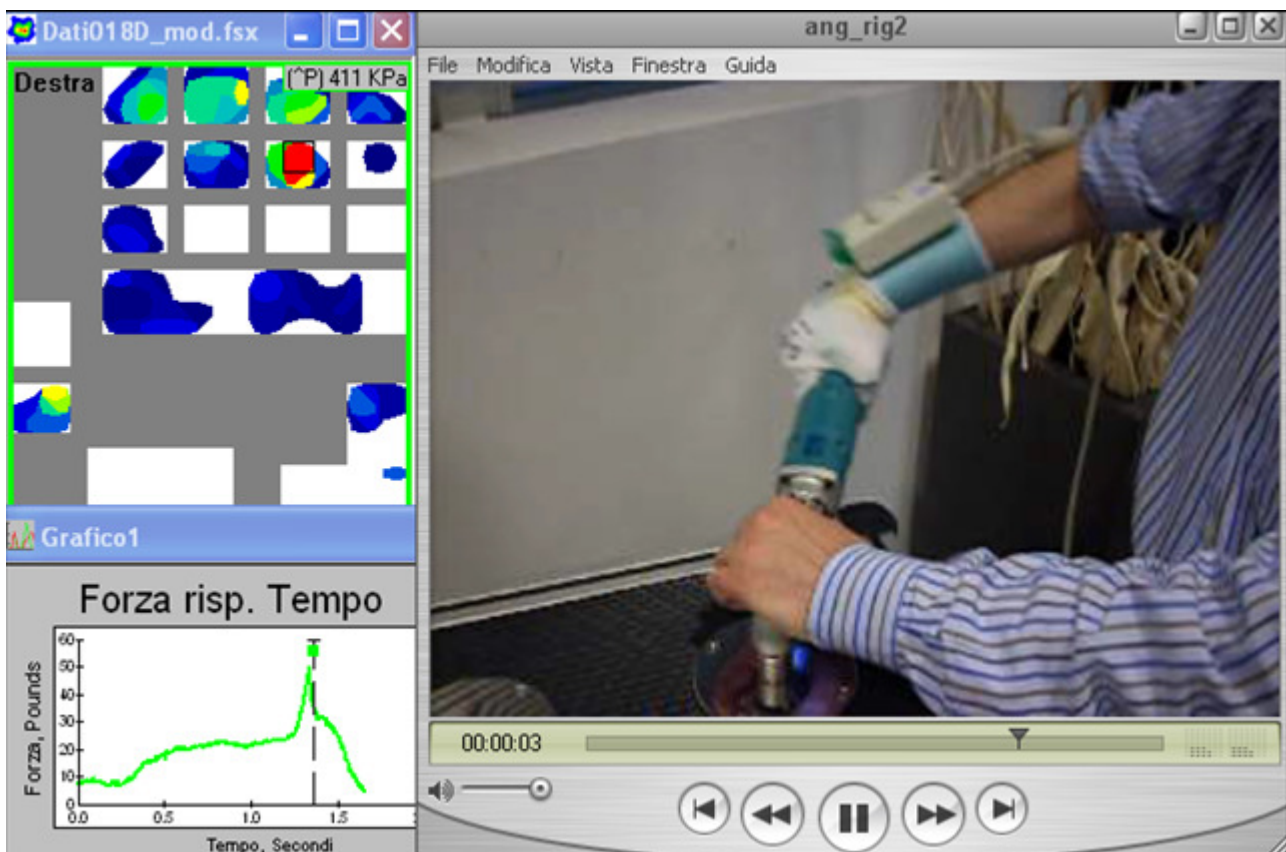 Dati018D_mod.fsx
Destra
(^P) 411 KPa
Grafico1
Forza risp. Tempo
Forza, Pounds
60
50
40
30
20
10
0
0.0 0.5 1.0 1.5
Tempo, Secondi
ang_rig2
File Modifica Vista Finestra Guida
00:00:03